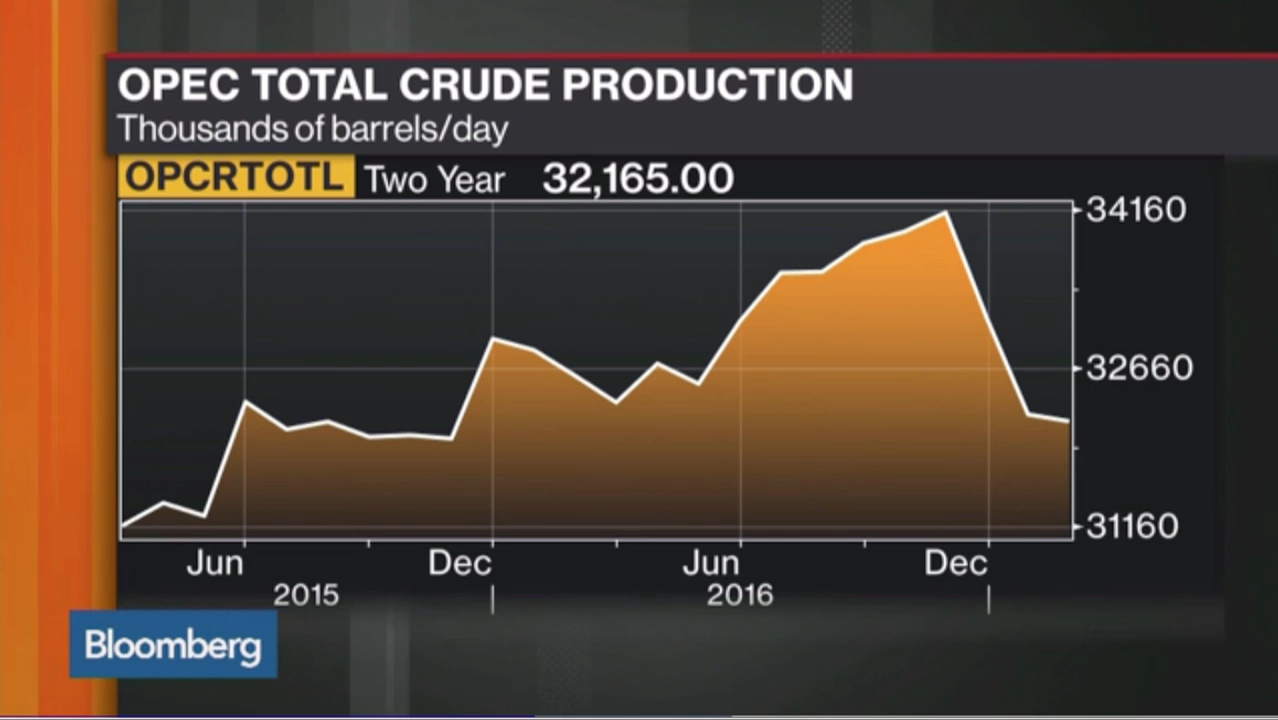 OPEC TOTAL CRUDE PRODUCTION
Thousands of barrels/day
OPCRTOTL Two Year 32,165.00
34160
32660
31160
Jun Dec Jun Dec
2015 2016
Bloomberg